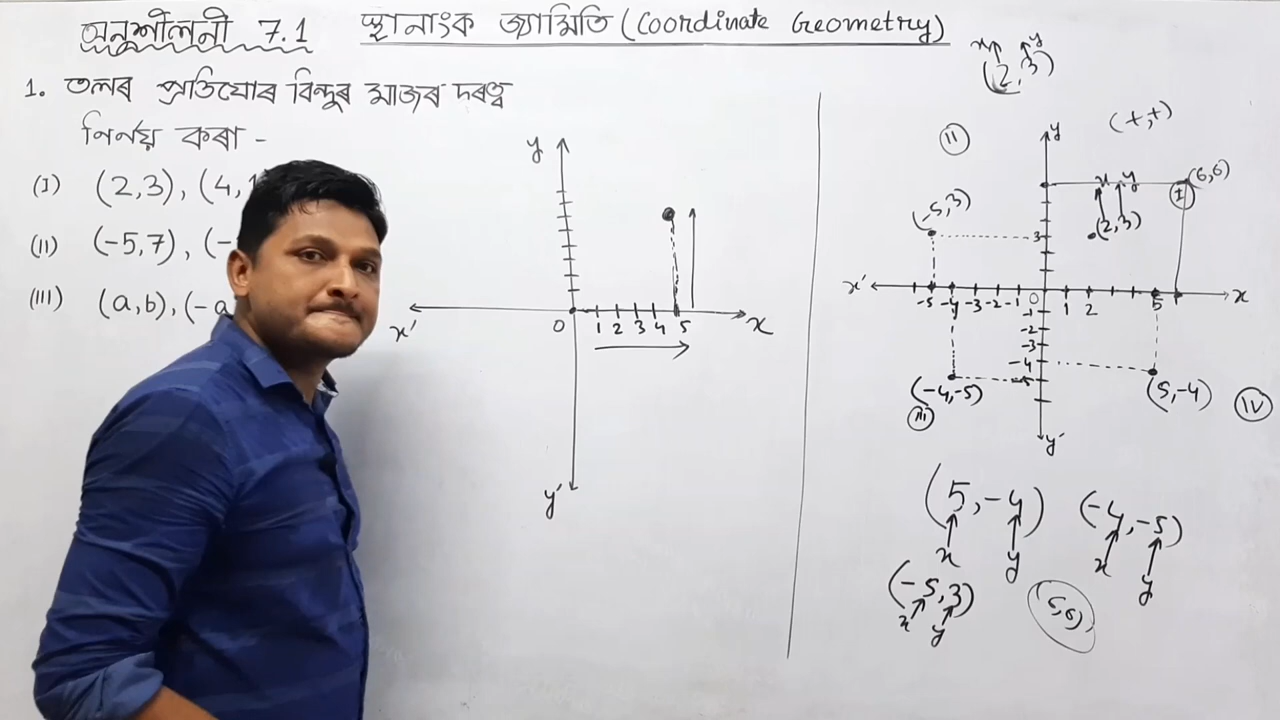 অনুশীলনী 7.1 স্থানাংক জ্যামিতি (Coordinate Geometry)
1. তলৰ প্ৰতিযোৰ বিন্দুৰ মাজৰ দূৰত্ব
নিৰ্ণয় কৰা -
(I) (2,3), (4,
(II) (-5,7), (-
(III) (a,b), (-a
y
x' 0 1 2 3 4 5 x
y'
x y
(2,3)
(+,+)
II y
x y (6,6)
I
(-5,3) 3 (2,3)
x' -5 -4 -3 -2 -1 0 1 2 5 x
-1
-2
-3
-4
-5
(-4,-5) (5,-4)
III IV
y'
(5,-4) (-4,-5)
x y x y
(-5,3)
x y